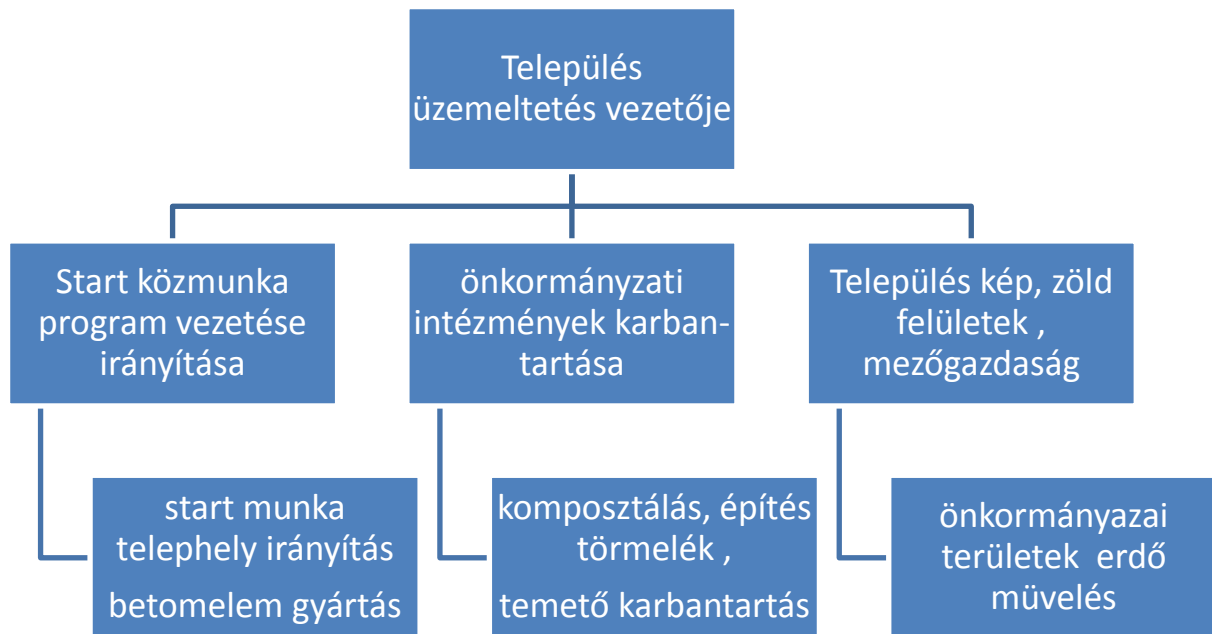 Település
üzemeltetés vezetője
Start közmunka
program vezetése
irányítása
önkormányzati
intézmények karban-
tartása
Település kép, zöld
felületek ,
mezőgazdaság
start munka
telephely irányítás
betomelem gyártás
komposztálás, építés
törmelék ,
temető karbantartás
önkormányazai
területek erdő
müvelés